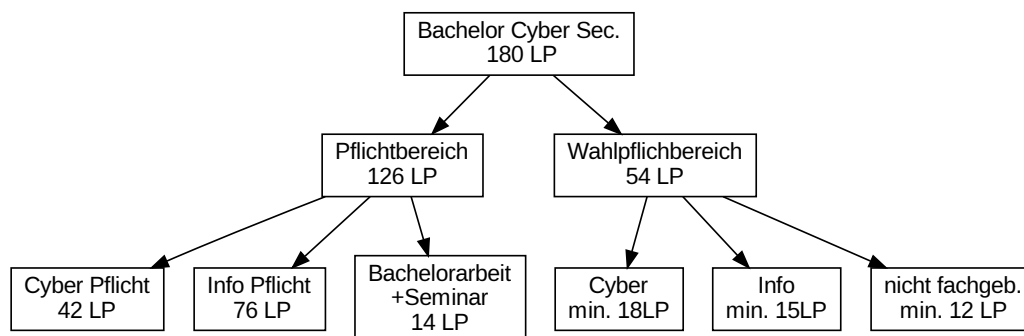 Bachelor Cyber Sec.
180 LP
Pflichtbereich
126 LP
Wahlpflichbereich
54 LP
Cyber Pflicht
42 LP
Info Pflicht
76 LP
Bachelorarbeit
+Seminar
14 LP
Cyber
min. 18LP
Info
min. 15LP
nicht fachgeb.
min. 12 LP